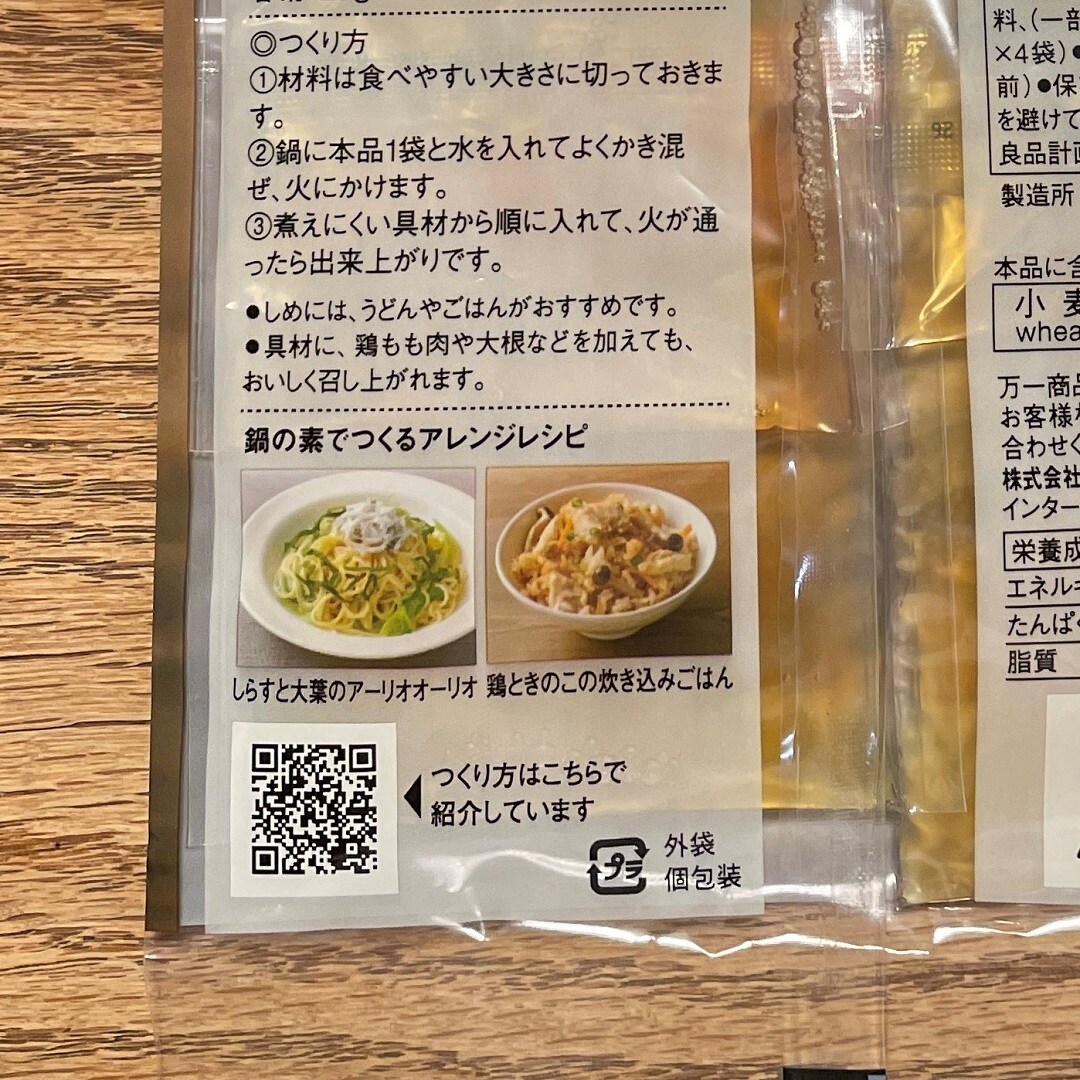 ◎つくり方
①材料は食べやすい大きさに切っておきま
す。
②鍋に本品1袋と水を入れてよくかき混
ぜ、火にかけます。
③煮えにくい具材から順に入れて、火が通
ったら出来上がりです。
●しめには、うどんやごはんがおすすめです。
●具材に、鶏もも肉や大根などを加えても、
おいしく召し上がれます。
鍋の素でつくるアレンジレシピ
しらすと大葉のアーリオオーリオ
鶏ときのこの炊き込みごはん
つくり方はこちらで
紹介しています
プラ
外袋
個包装
料、(一部
×4袋)●
前)●保
を避けて
良品計画
製造所
本品に含
小麦
whea
万一商品
お客様
合わせく
株式会社
インター
栄養成
エネルギ
たんぱく
脂質